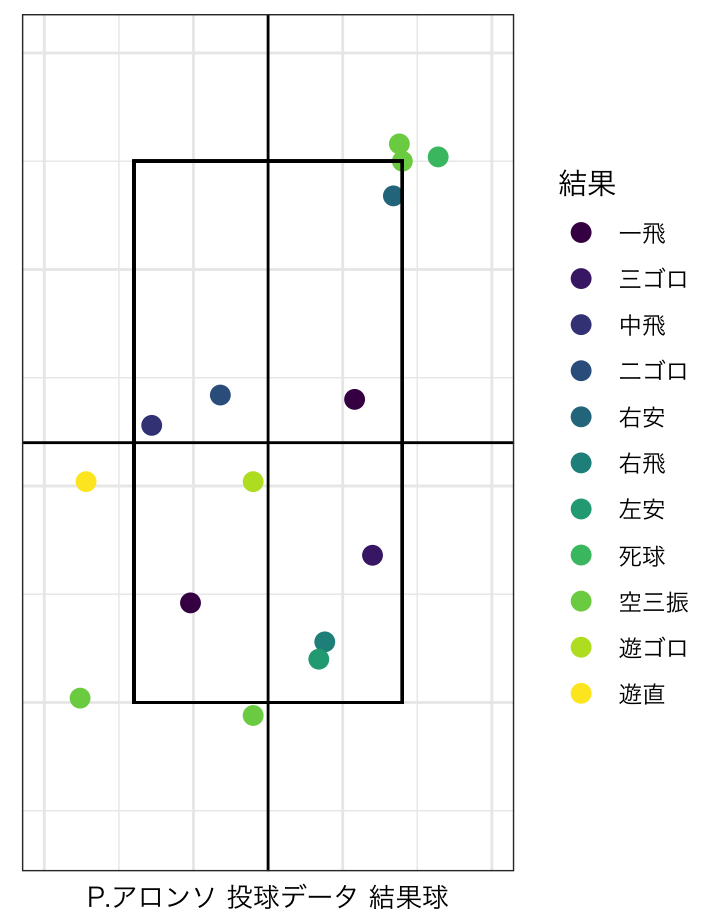 結果
一飛
三ゴロ
中飛
二ゴロ
右安
右飛
左安
死球
空三振
遊ゴロ
遊直
P.アロンソ 投球データ 結果球